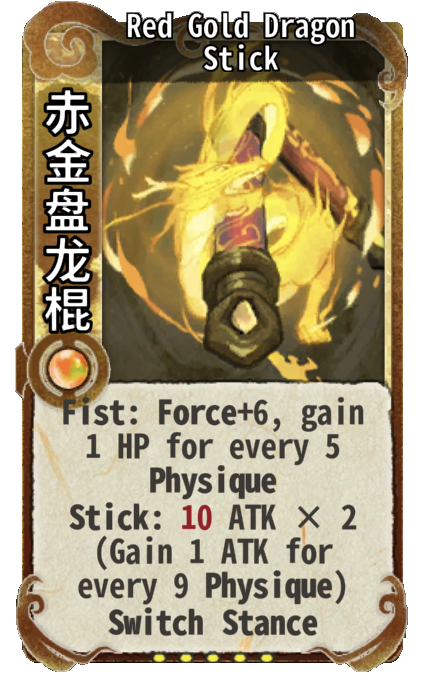 Red Gold Dragon
Stick
赤金盘龙棍
Fist: Force+6, gain
1 HP for every 5
Physique
Stick: 10 ATK × 2
(Gain 1 ATK for
every 9 Physique)
Switch Stance